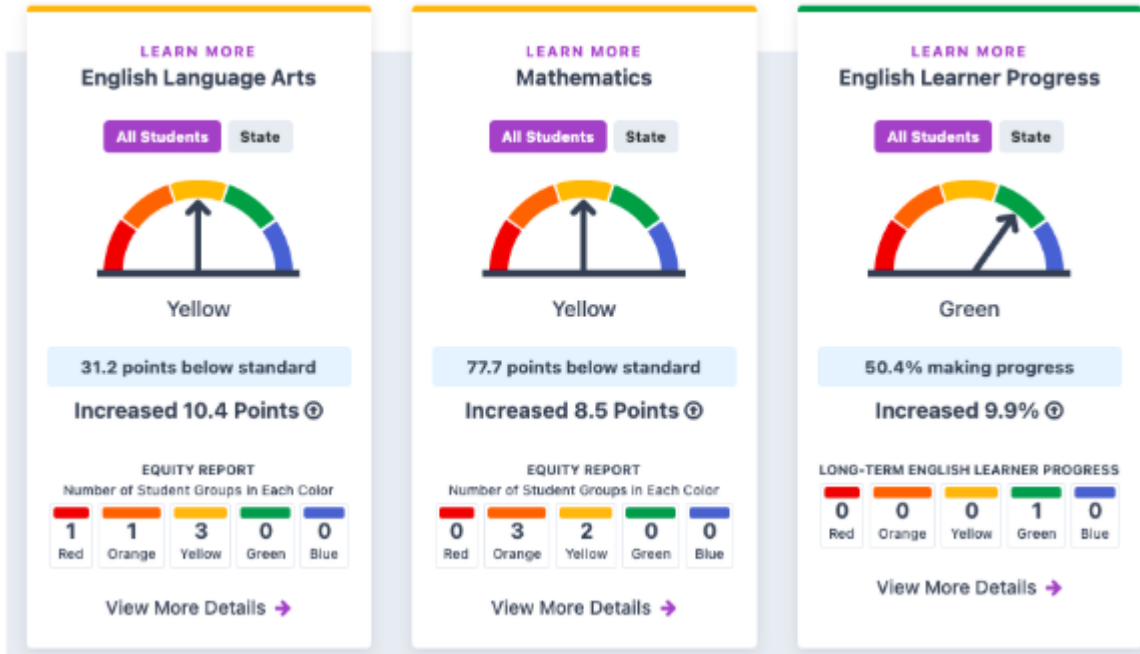 LEARN MORE
English Language Arts
All Students State
Yellow
31.2 points below standard
Increased 10.4 Points
EQUITY REPORT
Number of Student Groups in Each Color
1 1 3 0 0
Red Orange Yellow Green Blue
View More Details
LEARN MORE
Mathematics
All Students State
Yellow
77.7 points below standard
Increased 8.5 Points
EQUITY REPORT
Number of Student Groups in Each Color
0 3 2 0 0
Red Orange Yellow Green Blue
View More Details
LEARN MORE
English Learner Progress
All Students State
Green
50.4% making progress
Increased 9.9%
LONG-TERM ENGLISH LEARNER PROGRESS
0 0 0 1 0
Red Orange Yellow Green Blue
View More Details